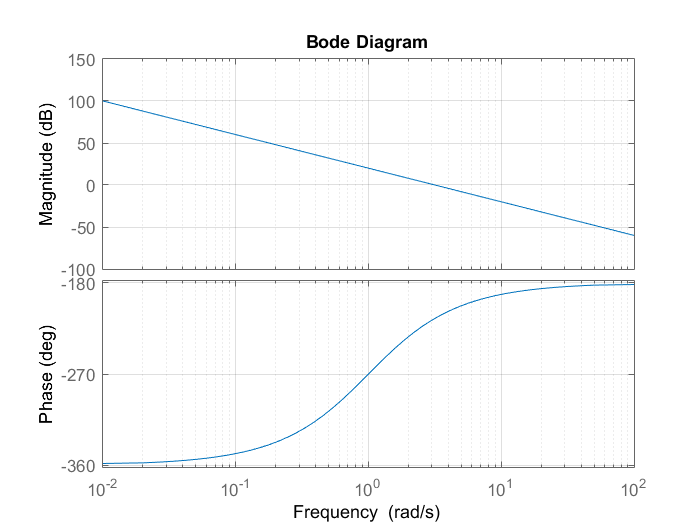 Bode Diagram
150
100
50
0
-50
-100
Magnitude (dB)
-180
-270
-360
Phase (deg)
10^-2 10^-1 10^0 10^1 10^2
Frequency (rad/s)